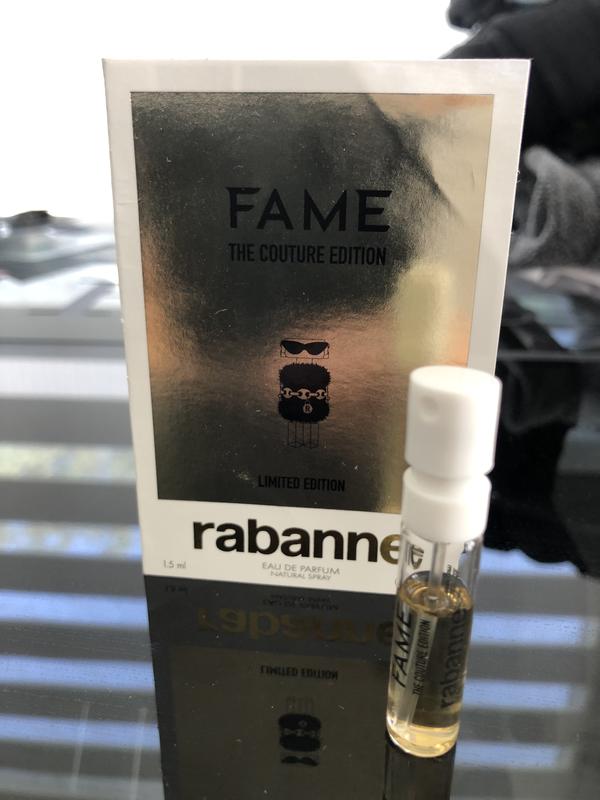 FAME
THE COUTURE EDITION
LIMITED EDITION
rabanne
1.5 ml
EAU DE PARFUM
NATURAL SPRAY
FAME
THE COUTURE EDITION
rabanne